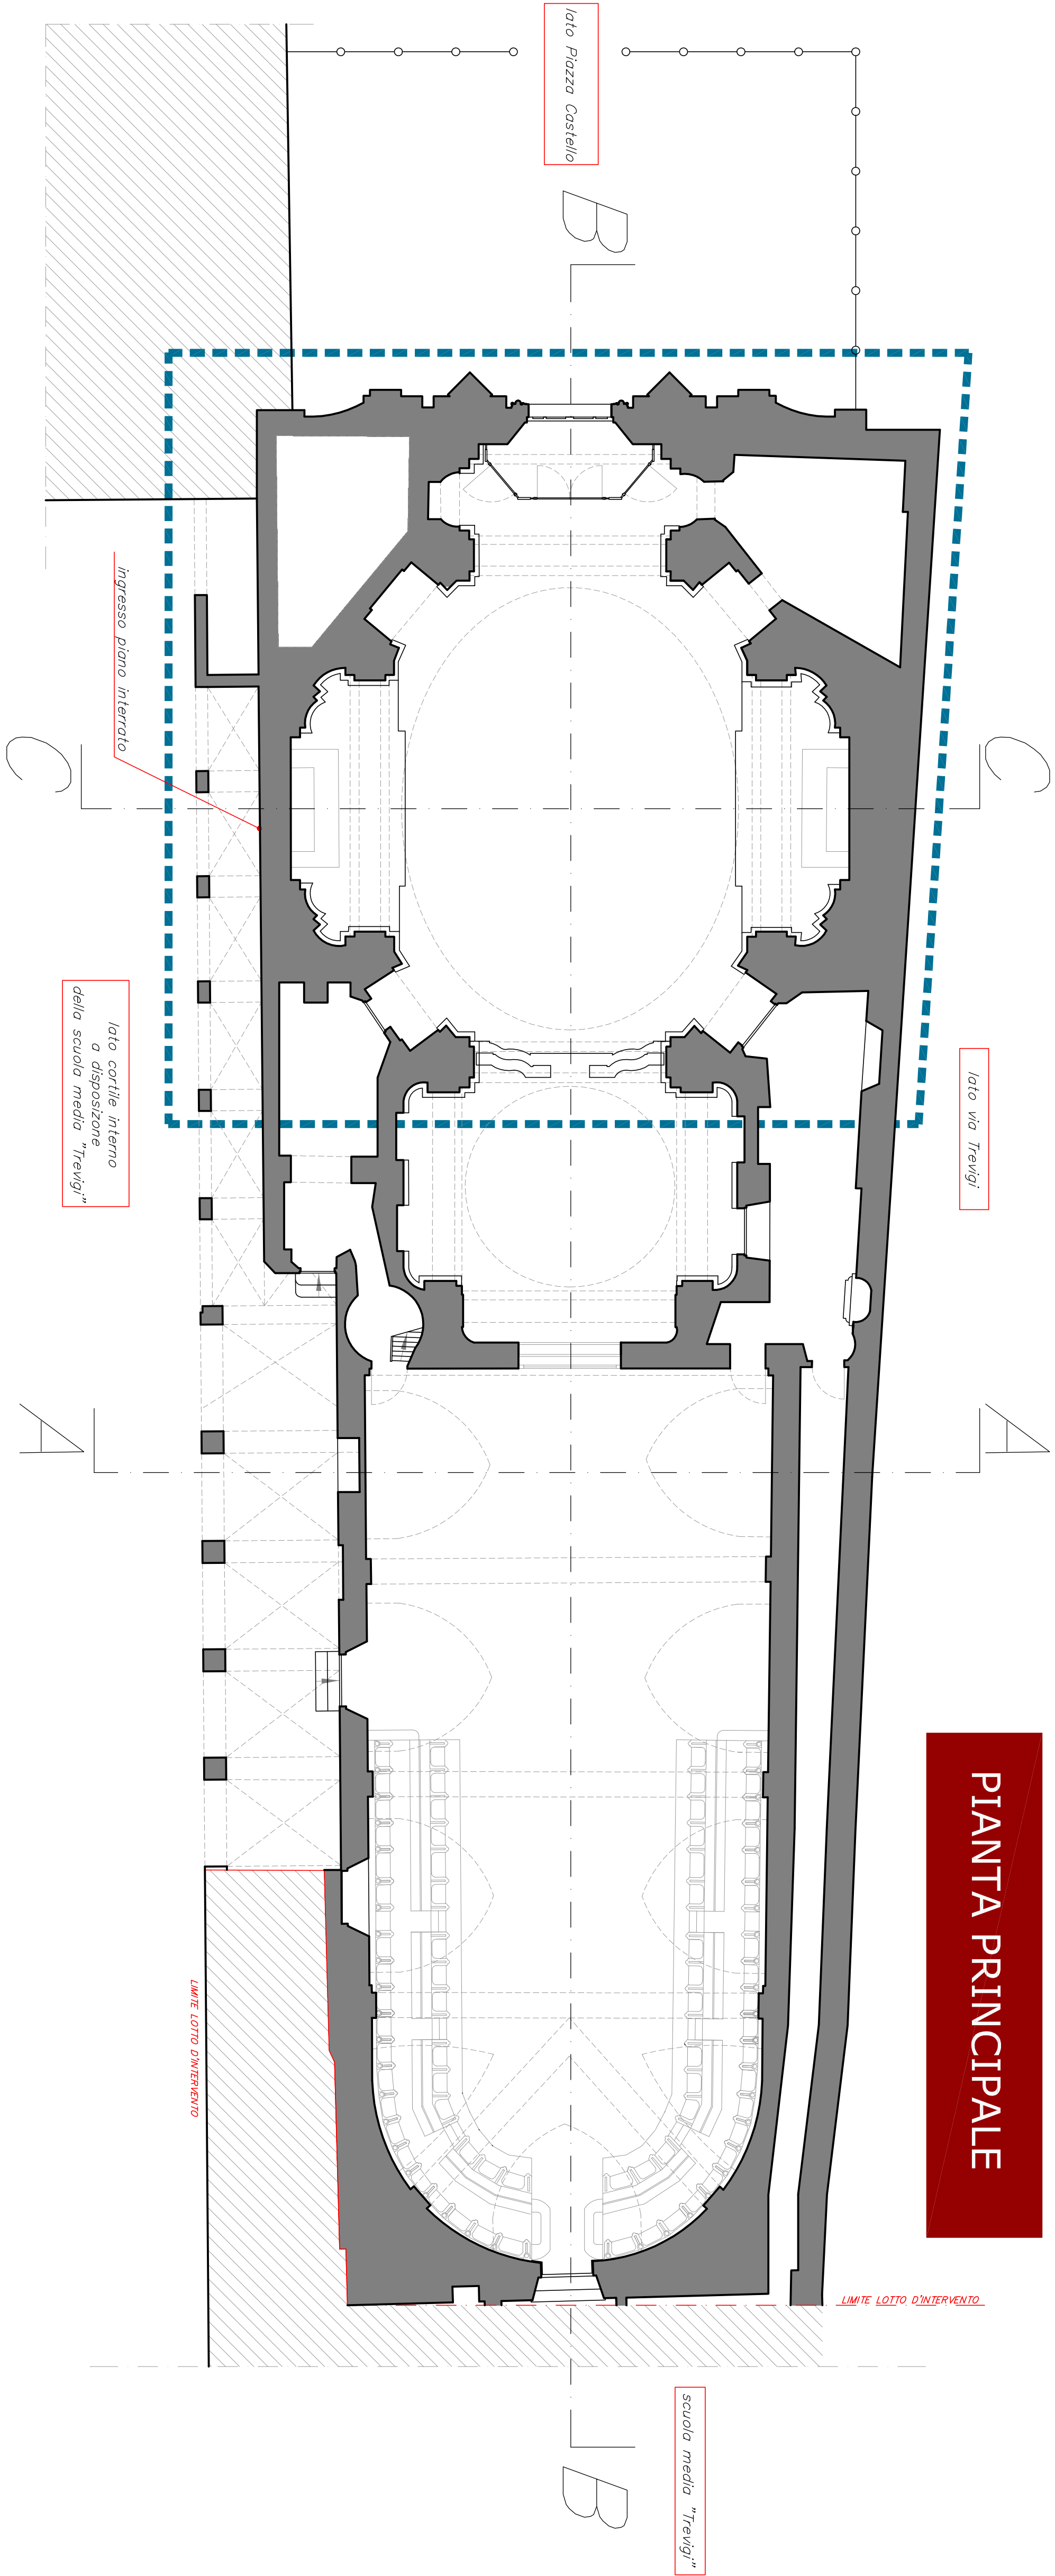 lato Piazza Castello
B
C
C
ingresso piano interrato
lato cortile interno
a disposizone
della scuola media "Trevigi"
lato via Trevigi
A
A
PIANTA PRINCIPALE
LIMITE LOTTO D'INTERVENTO
LIMITE LOTTO D'INTERVENTO
scuola media "Trevigi"
B